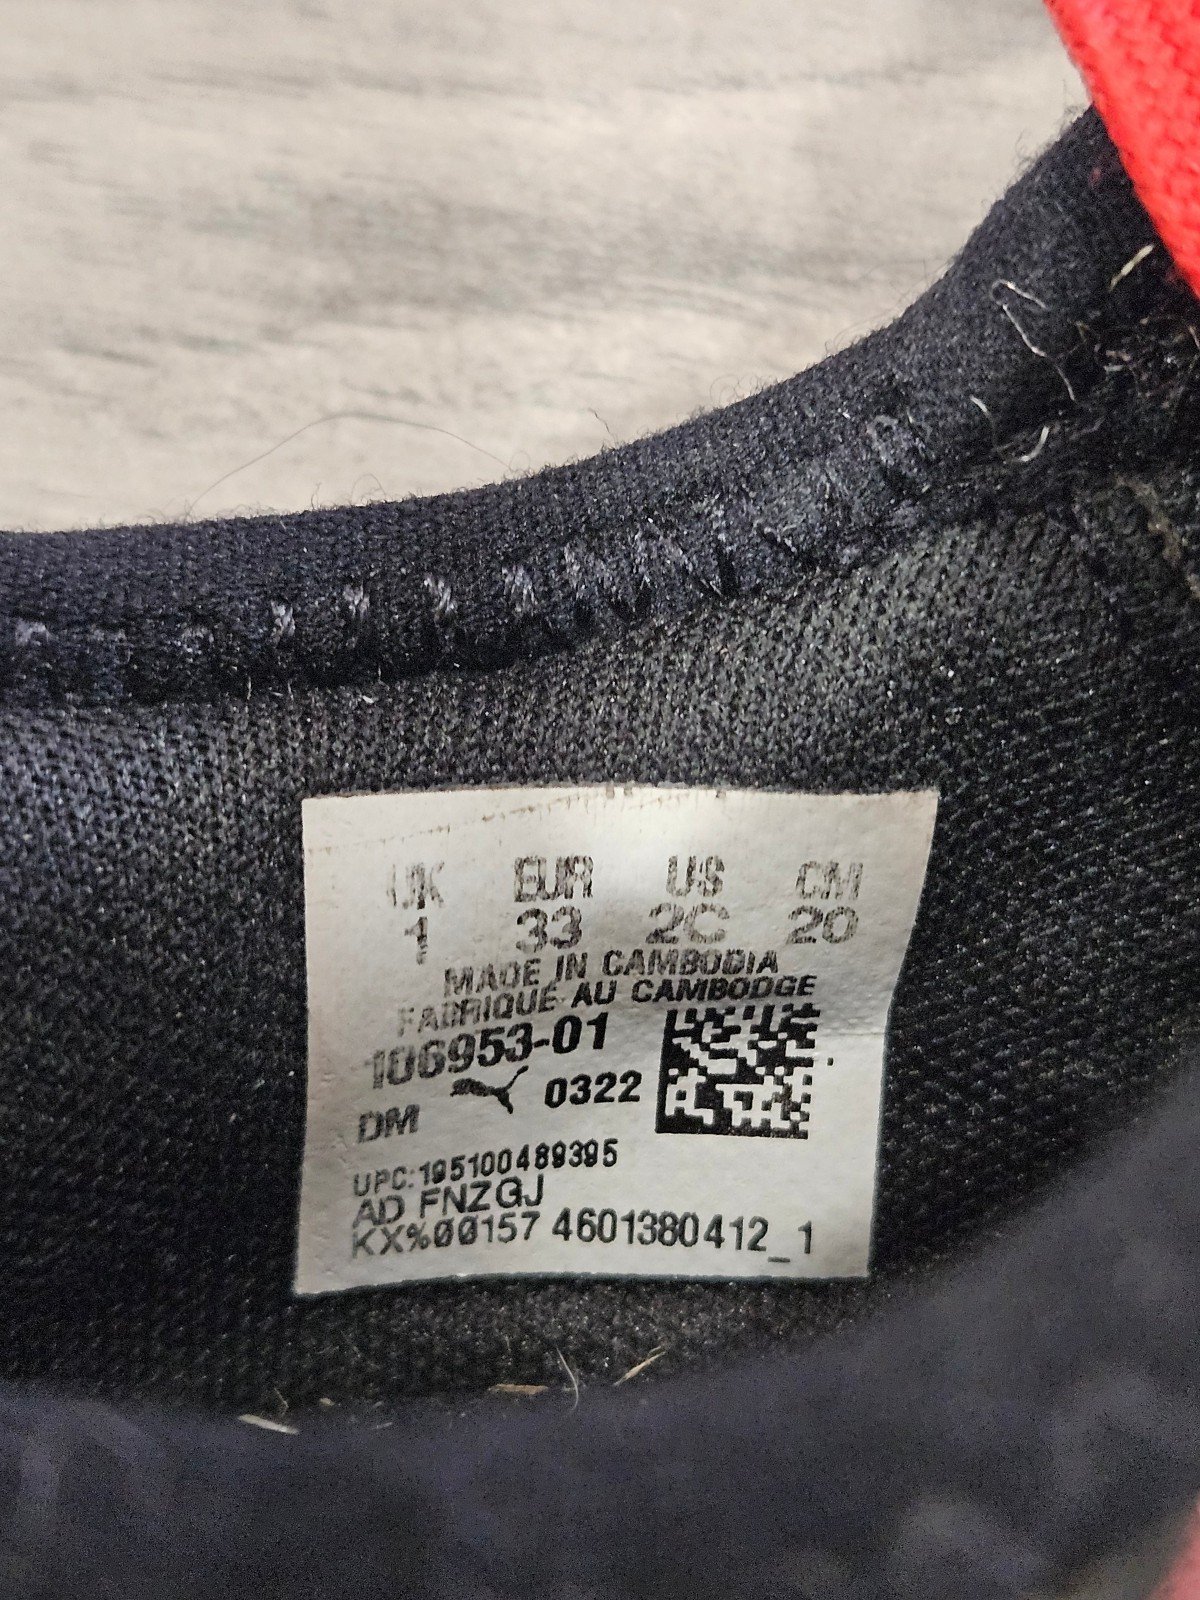 UK EUR US CM
1 33 2C 20
MADE IN CAMBODIA
FABRIQUE AU CAMBODGE
106953-01
DM 0322
UPC:195100489395
AD FNZGJ
KX%00157 4601380412_1